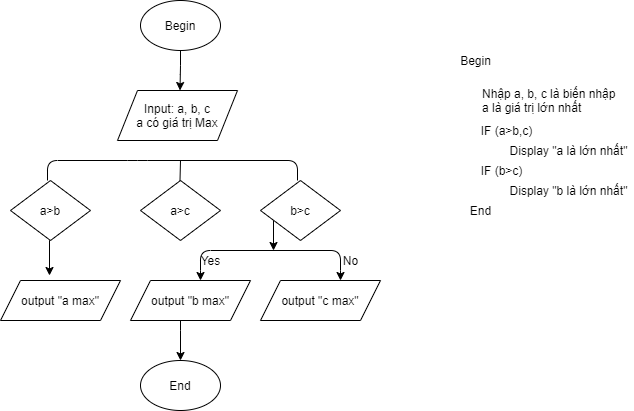 Begin
Input: a, b, c
a có giá trị Max
a>b
a>c
b>c
Yes
No
output "a max"
output "b max"
output "c max"
End
Begin
Nhập a, b, c là biến nhập
a là giá trị lớn nhất
IF (a>b,c)
Display "a là lớn nhất"
IF (b>c)
Display "b là lớn nhất"
End